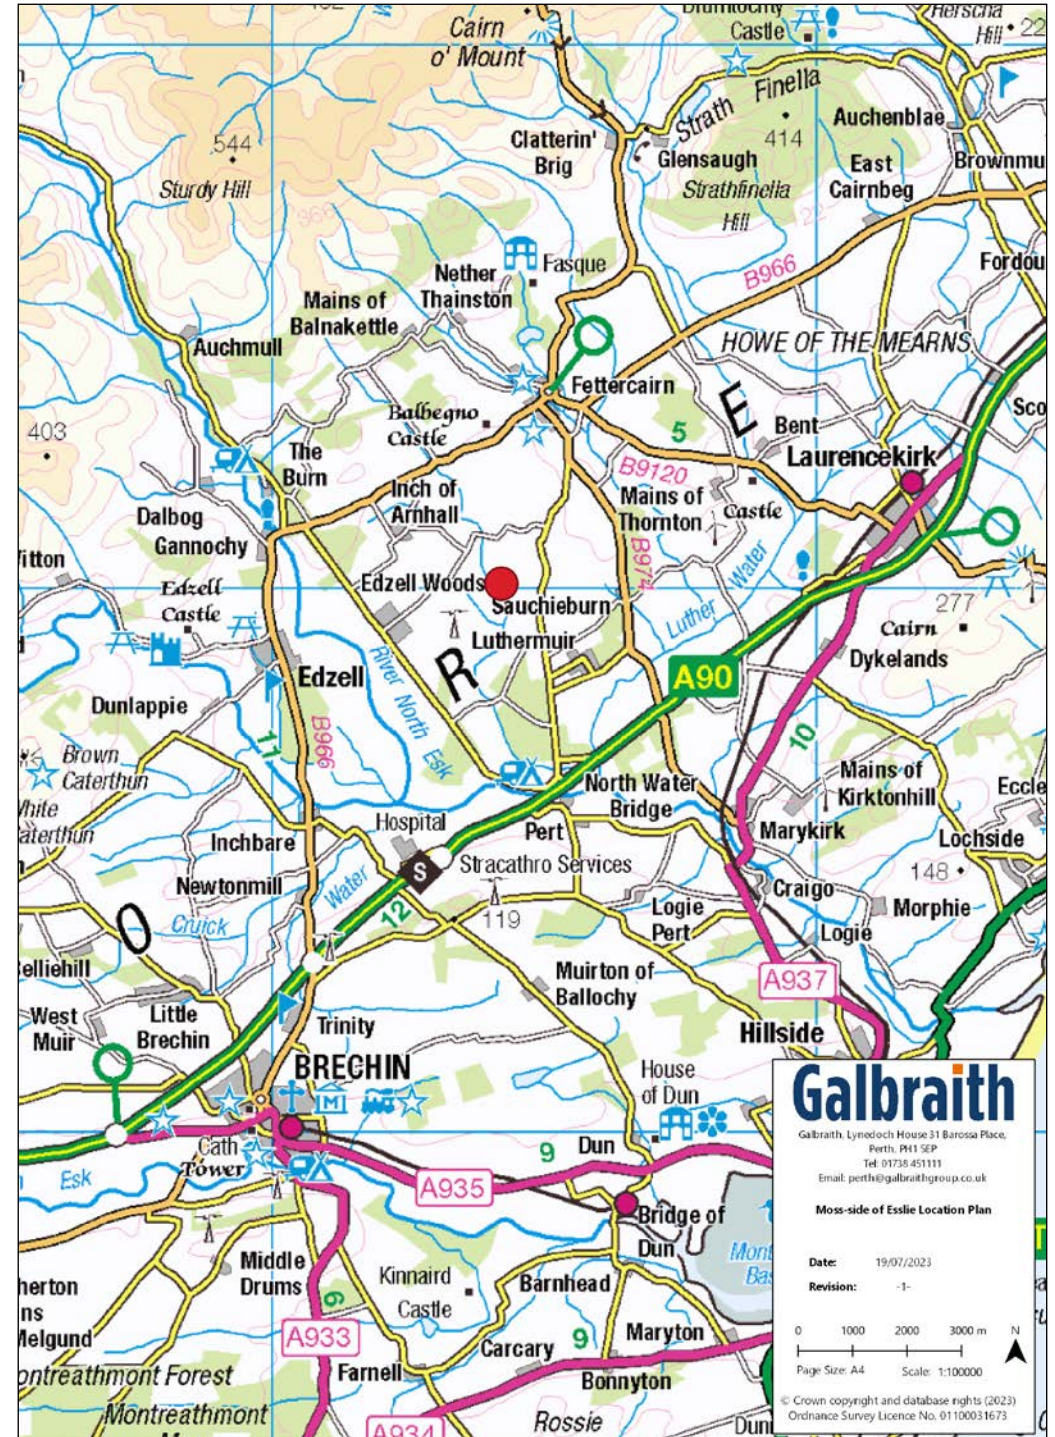 Cairn
o' Mount
Castle
Hill
Finella
Strath
Auchenblae
414
Clatterin'
Brig
Glensaugh
East
Cairnbeg
544
Sturdy Hill
Strathfinella
Hill
B966
Nether
Thainston
Fasque
Mains of
Balnakettle
HOWE OF THE MEARNS
Auchmull
Fettercairn
E
Balbegno
Castle
5
Bent
403
Laurencekirk
The
Burn
B9120
Inch of
Arnhall
Mains of
Thornton
Castle
Dalbog
Gannochy
B974
Edzell
Castle
Edzell Woods
Sauchieburn
Luther Water
277
Cairn
Luthermuir
R
A90
Dykelands
Edzell
River North Esk
Dunlappie
10
11
B966
Brown
Caterthun
North Water
Bridge
Mains of
Kirktonhill
Hospital
Pert
Marykirk
Lochside
Inchbare
S
Stracathro Services
148
Newtonmill
Water
12
Craigo
Cruick
119
Logie
Pert
Morphie
O
Logie
Muirton of
Ballochy
A937
West
Muir
Little
Brechin
Trinity
Hillside
BRECHIN
House
of Dun
Cath
Tower
9
Dun
Esk
A935
Bridge of
Dun
Middle
Drums
Kinnaird
Castle
Barnhead
9
9
Maryton
A933
Carcary
Farnell
Bonnyton
Montreathmont
A934
Rossie
Galbraith
Galbraith, Lynedoch House 31 Barossa Place,
Perth, PH1 5EP
Tel: 01738 451111
Email: perth@galbraithgroup.co.uk
Moss-side of Esslie Location Plan
Date: 19/07/2023
Revision: -1-
0 1000 2000 3000 m N
Page Size: A4 Scale: 1:100000
© Crown copyright and database rights (2023)
Ordnance Survey Licence No. 01100031673